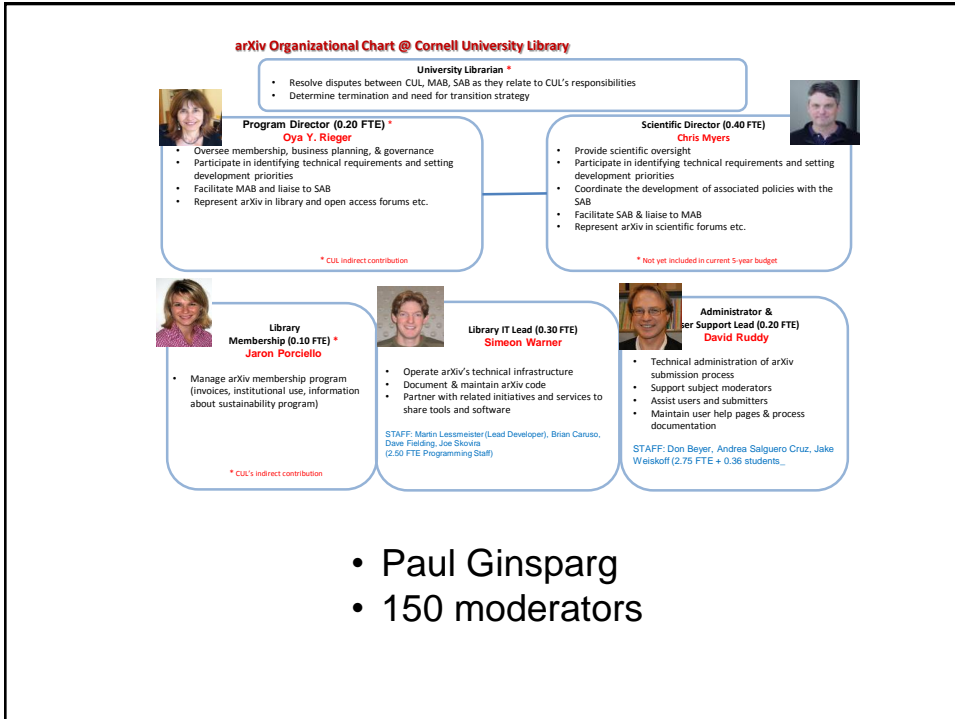 arXiv Organizational Chart @ Cornell University Library
University Librarian *
• Resolve disputes between CUL, MAB, SAB as they relate to CUL's responsibilities
• Determine termination and need for transition strategy
Program Director (0.20 FTE) *
Oya Y. Rieger
• Oversee membership, business planning, & governance
• Participate in identifying technical requirements and setting
development priorities
• Facilitate MAB and liaise to SAB
• Represent arXiv in library and open access forums etc.
* CUL indirect contribution
Scientific Director (0.40 FTE)
Chris Myers
• Provide scientific oversight
• Participate in identifying technical requirements and setting
development priorities
• Coordinate the development of associated policies with the
SAB
• Facilitate SAB & liaise to MAB
• Represent arXiv in scientific forums etc.
* Not yet included in current 5-year budget
Library
Membership (0.10 FTE) *
Jaron Porciello
• Manage arXiv membership program
(invoices, institutional use, information
about sustainability program)
* CUL's indirect contribution
Library IT Lead (0.30 FTE)
Simeon Warner
• Operate arXiv's technical infrastructure
• Document & maintain arXiv code
• Partner with related initiatives and services to
share tools and software
STAFF: Martin Lessmeister (Lead Developer), Brian Caruso,
Dave Fielding, Joe Skovira
(2.50 FTE Programming Staff)
Administrator &
ser Support Lead (0.20 FTE)
David Ruddy
• Technical administration of arXiv
submission process
• Support subject moderators
• Assist users and submitters
• Maintain user help pages & process
documentation
STAFF: Don Beyer, Andrea Salguero Cruz, Jake
Weiskoff (2.75 FTE + 0.36 students_
• Paul Ginsparg
• 150 moderators